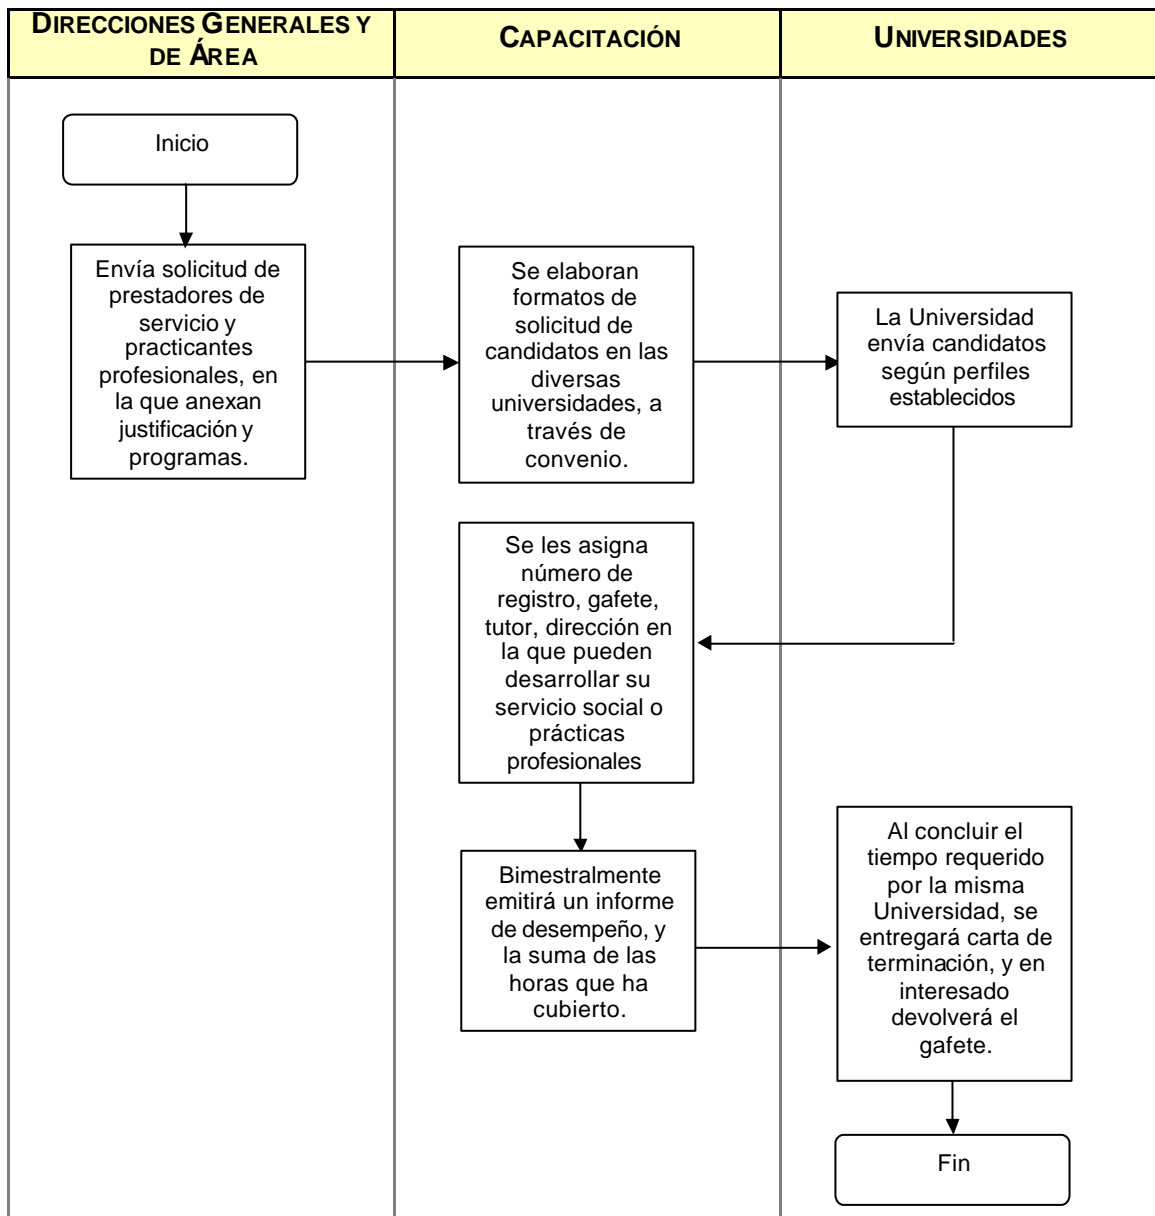 DIRECCIONES GENERALES Y
DE ÁREA
CAPACITACIÓN
UNIVERSIDADES
Inicio
Envía solicitud de
prestadores de
servicio y
practicantes
profesionales, en
la que anexan
justificación y
programas.
Se elaboran
formatos de
solicitud de
candidatos en las
diversas
universidades, a
través de
convenio.
La Universidad
envía candidatos
según perfiles
establecidos
Se les asigna
número de
registro, gafete,
tutor, dirección en
la que pueden
desarrollar su
servicio social o
prácticas
profesionales
Bimestralmente
emitirá un informe
de desempeño, y
la suma de las
horas que ha
cubierto.
Al concluir el
tiempo requerido
por la misma
Universidad, se
entregará carta de
terminación, y en
interesado
devolverá el
gafete.
Fin